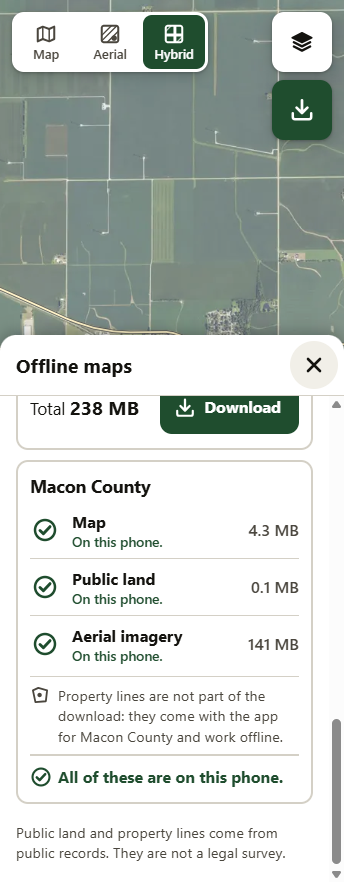 Map
Aerial
Hybrid
Offline maps
Total 238 MB
Download
Macon County
Map
On this phone.
4.3 MB
Public land
On this phone.
0.1 MB
Aerial imagery
On this phone.
141 MB
Property lines are not part of the
download: they come with the app
for Macon County and work offline.
All of these are on this phone.
Public land and property lines come from
public records. They are not a legal survey.